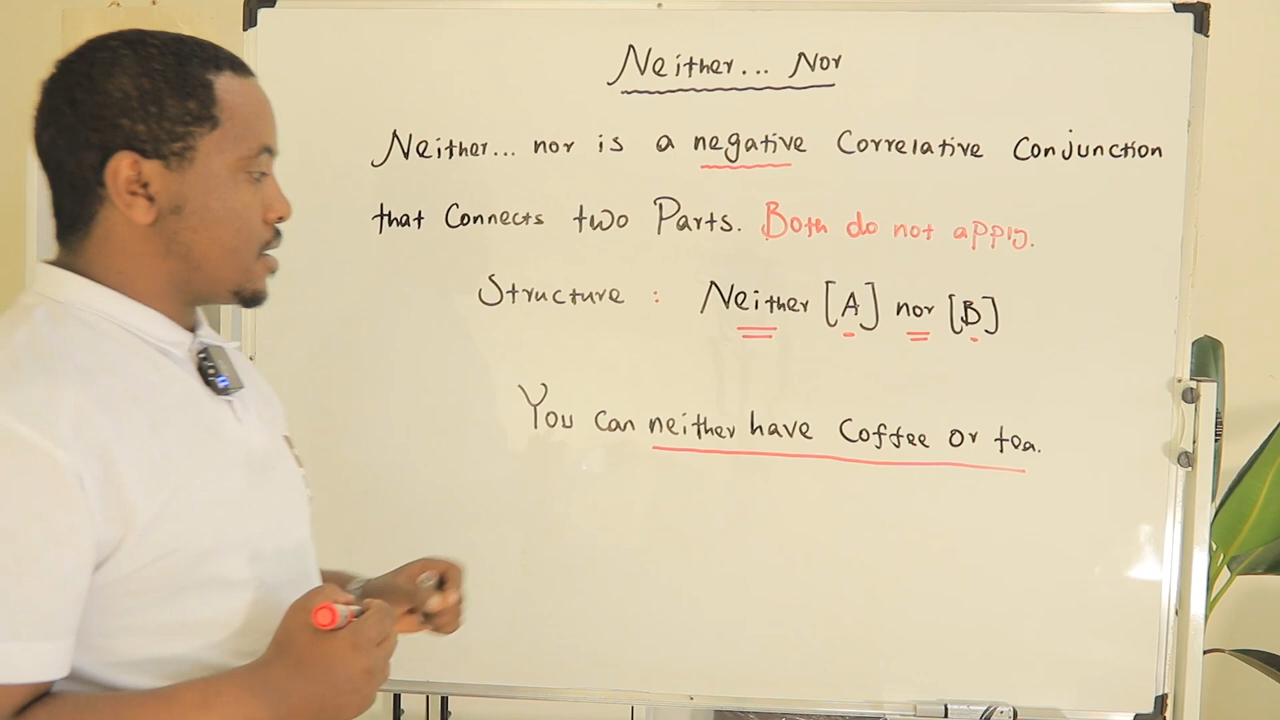 Neither... Nor
Neither... nor is a negative Correlative Conjunction
that Connects two Parts. Both do not apply.
Structure : Neither [A] nor [B]
You Can neither have Coffee or tea.